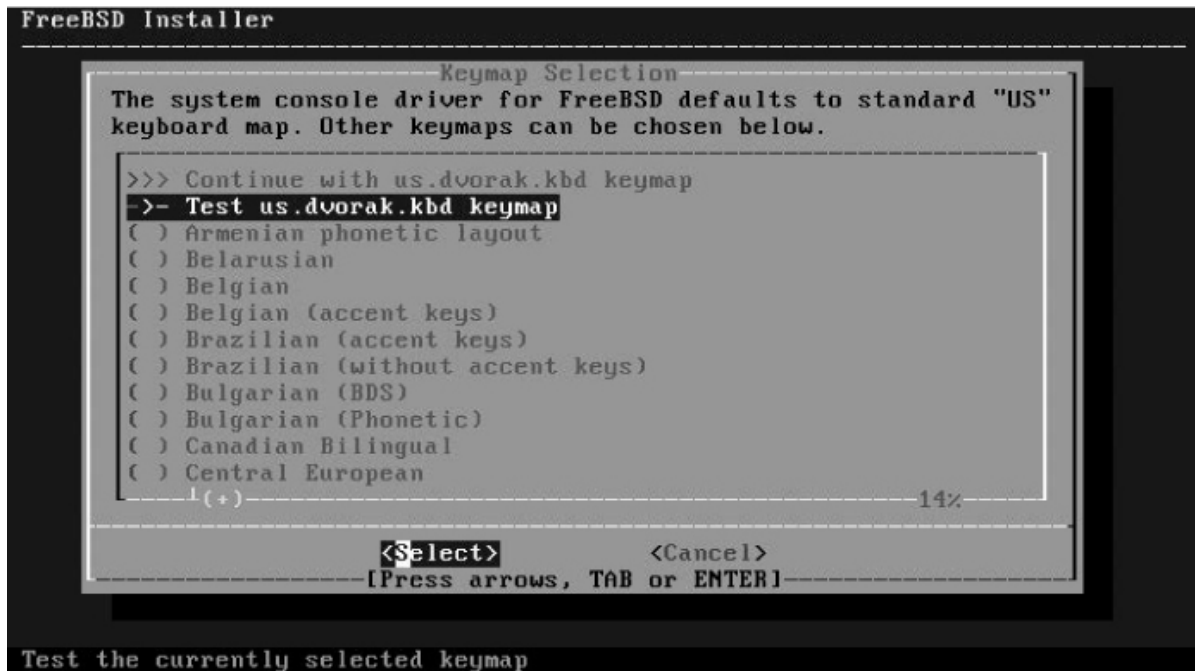 FreeBSD Installer
Keymap Selection
The system console driver for FreeBSD defaults to standard "US"
keyboard map. Other keymaps can be chosen below.
>>> Continue with us.dvorak.kbd keymap
->- Test us.dvorak.kbd keymap
( ) Armenian phonetic layout
( ) Belarusian
( ) Belgian
( ) Belgian (accent keys)
( ) Brazilian (accent keys)
( ) Brazilian (without accent keys)
( ) Bulgarian (BDS)
( ) Bulgarian (Phonetic)
( ) Canadian Bilingual
( ) Central European
(+) 14%
<Select> <Cancel>
[Press arrows, TAB or ENTER]
Test the currently selected keymap